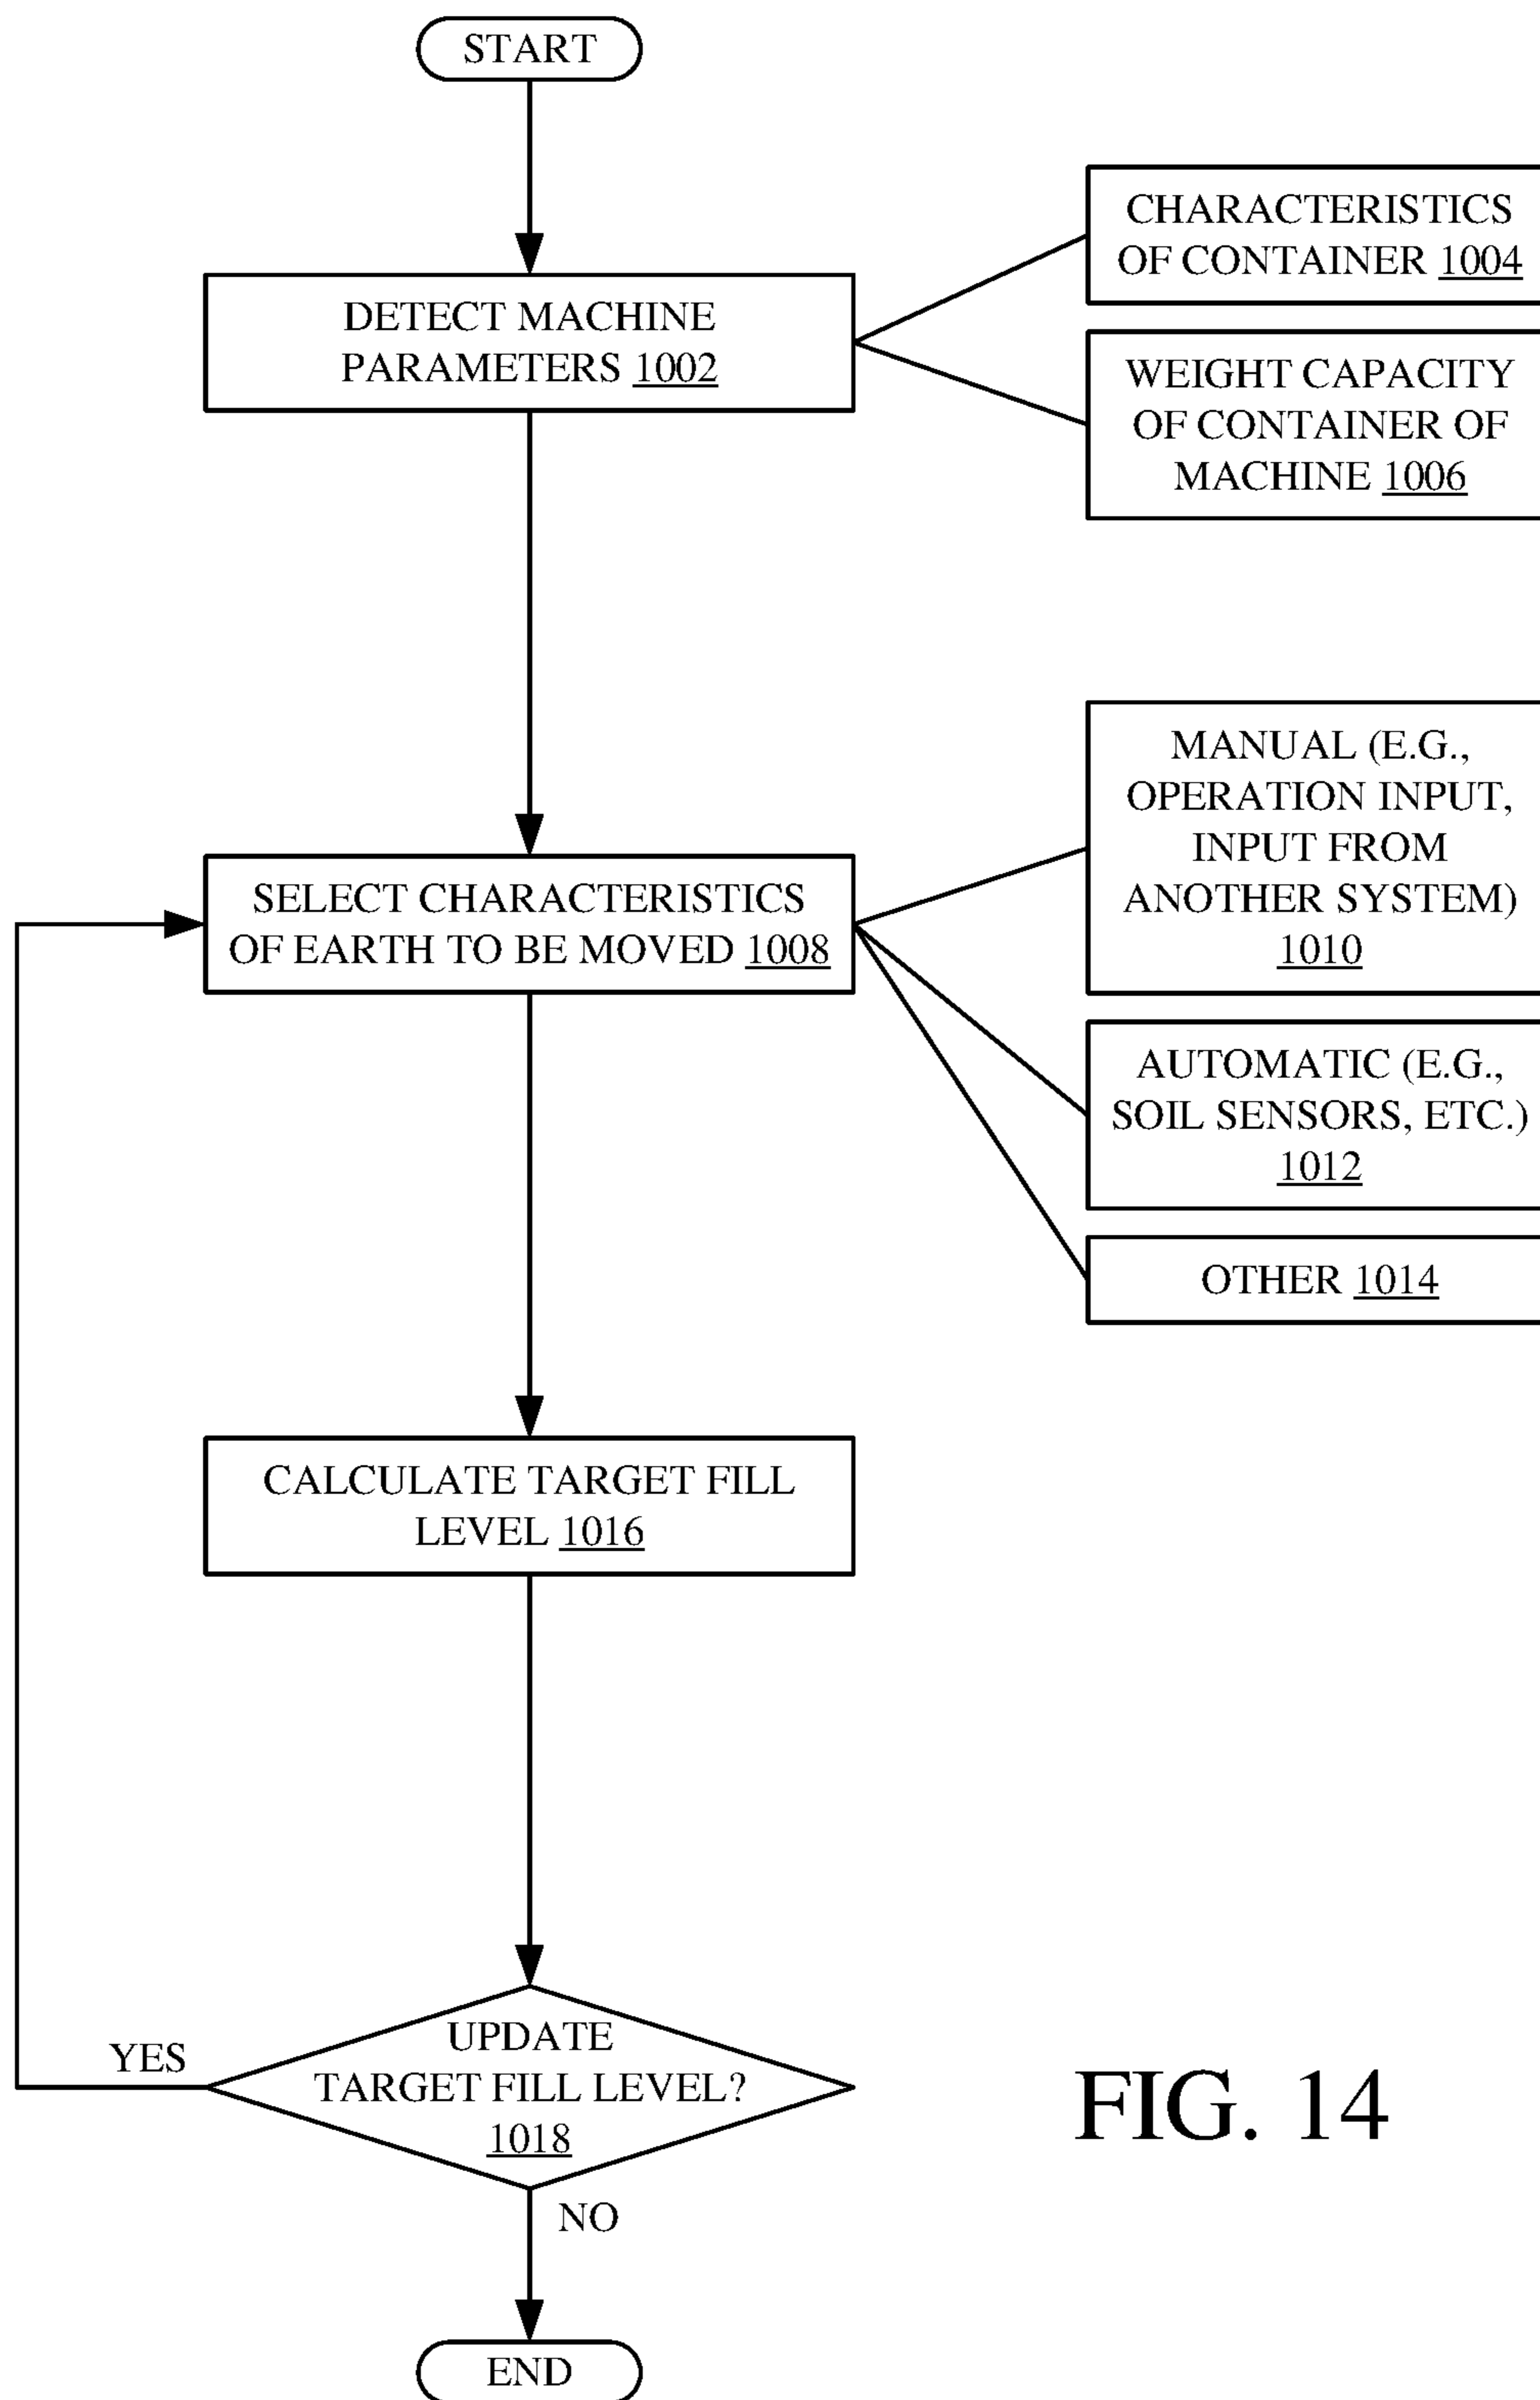 START
CHARACTERISTICS
OF CONTAINER 1004
DETECT MACHINE
PARAMETERS 1002
WEIGHT CAPACITY
OF CONTAINER OF
MACHINE 1006
MANUAL (E.G.,
OPERATION INPUT,
INPUT FROM
ANOTHER SYSTEM)
1010
SELECT CHARACTERISTICS
OF EARTH TO BE MOVED 1008
AUTOMATIC (E.G.,
SOIL SENSORS, ETC.)
1012
OTHER 1014
CALCULATE TARGET FILL
LEVEL 1016
UPDATE
TARGET FILL LEVEL?
1018
YES
NO
END
FIG. 14